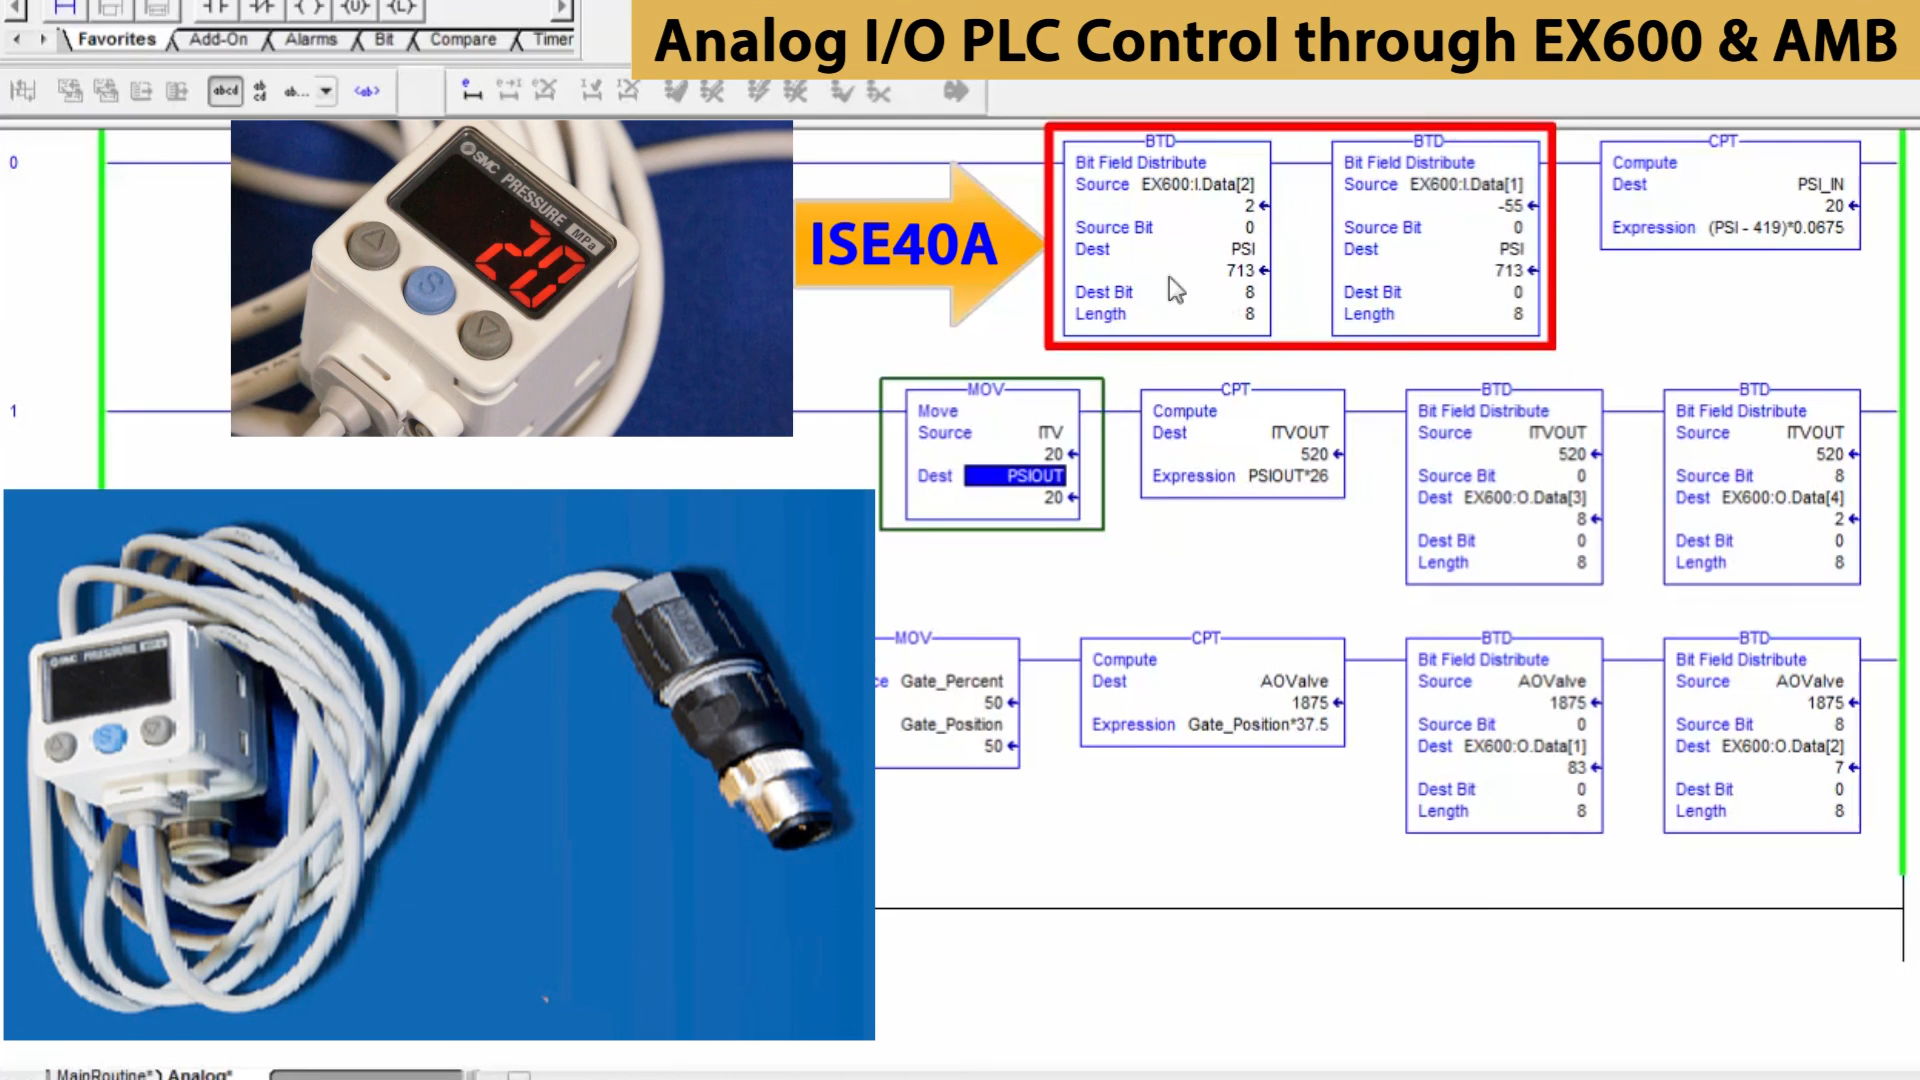 Analog I/O PLC Control through EX600 & AMB
Favorites Add-On Alarms Bit Compare Timer
abcd ab cd ab... <ab>
0
SMC PRESSURE MPa
20
ISE40A
BTD
Bit Field Distribute
Source EX600:I.Data[2]
2
Source Bit 0
Dest PSI
713
Dest Bit 8
Length 8
BTD
Bit Field Distribute
Source EX600:I.Data[1]
-55
Source Bit 0
Dest PSI
713
Dest Bit 0
Length 8
CPT
Compute
Dest PSI_IN
20
Expression (PSI - 419)*0.0675
1
MOV
Move
Source ITV
20
Dest PSIOUT
20
CPT
Compute
Dest ITVOUT
520
Expression PSIOUT*26
BTD
Bit Field Distribute
Source ITVOUT
520
Source Bit 0
Dest EX600:O.Data[3]
8
Dest Bit 0
Length 8
BTD
Bit Field Distribute
Source ITVOUT
520
Source Bit 8
Dest EX600:O.Data[4]
2
Dest Bit 0
Length 8
SMC PRESSURE
S
MOV
ce Gate_Percent
50
Gate_Position
50
CPT
Compute
Dest AOValve
1875
Expression Gate_Position*37.5
BTD
Bit Field Distribute
Source AOValve
1875
Source Bit 0
Dest EX600:O.Data[1]
83
Dest Bit 0
Length 8
BTD
Bit Field Distribute
Source AOValve
1875
Source Bit 8
Dest EX600:O.Data[2]
7
Dest Bit 0
Length 8
MainRoutine* Analog*